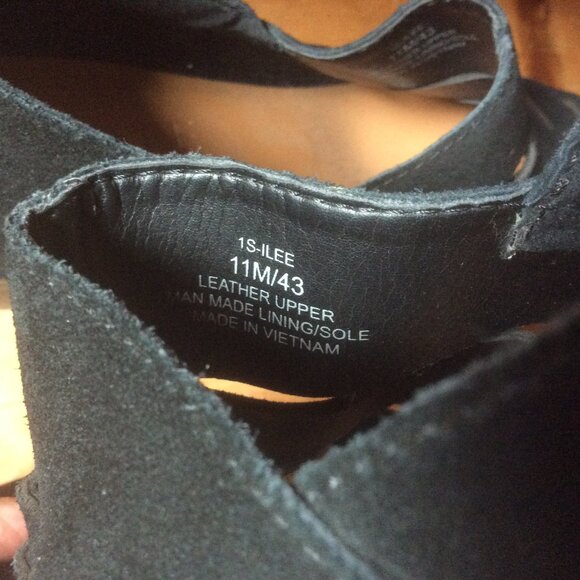 1S-ILEE
11M/43
LEATHER UPPER
MAN MADE LINING/SOLE
MADE IN VIETNAM